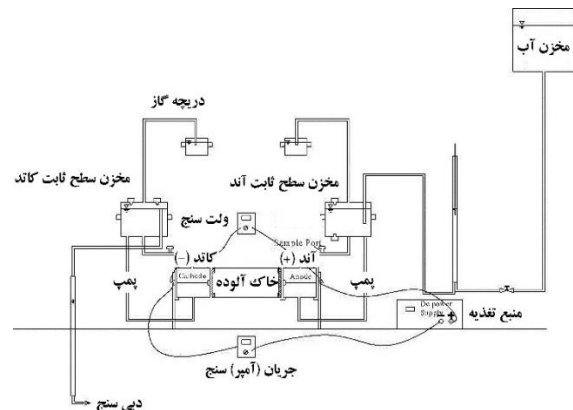 مخزن آب
دریچه گاز
مخزن سطح ثابت کاتد
مخزن سطح ثابت آند
ولت سنج
Sample Port
کاتد (–)
آند (+)
پمپ
Cathode
خاک آلوده
Anode
پمپ
Dc power
Supply
منبع تغذیه
جریان (آمپر) سنج
دبی سنج